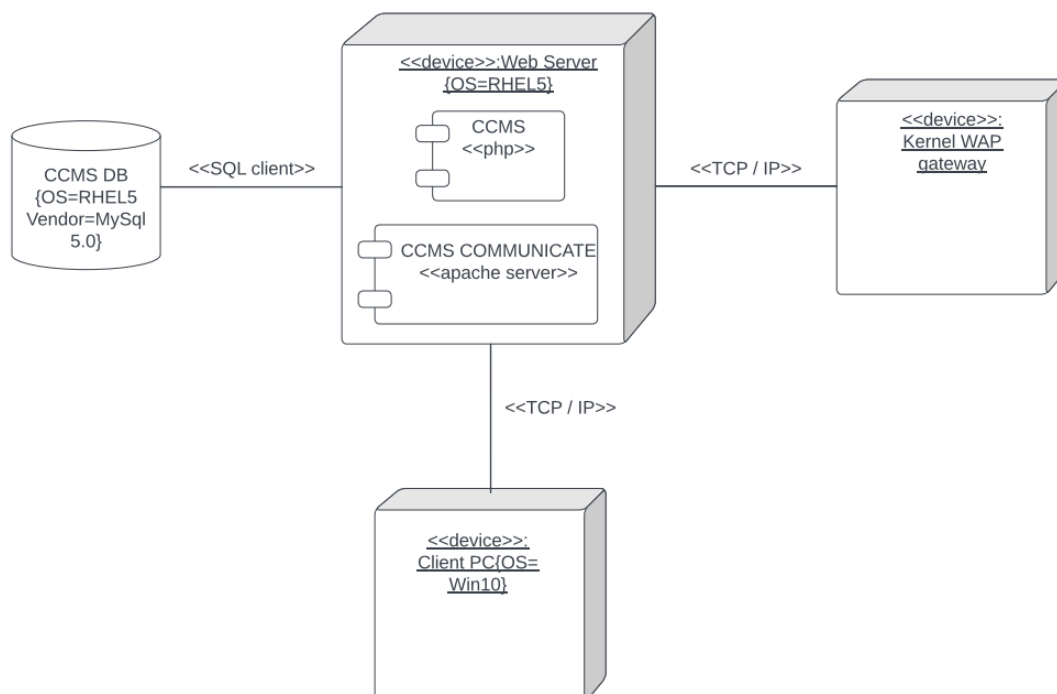 <<device>>:Web Server
{OS=RHEL5}
CCMS
<<php>>
CCMS COMMUNICATE
<<apache server>>
CCMS DB
{OS=RHEL5
Vendor=MySql
5.0}
<<SQL client>>
<<TCP / IP>>
<<device>>:
Kernel WAP
gateway
<<TCP / IP>>
<<device>>:
Client PC{OS=
Win10}